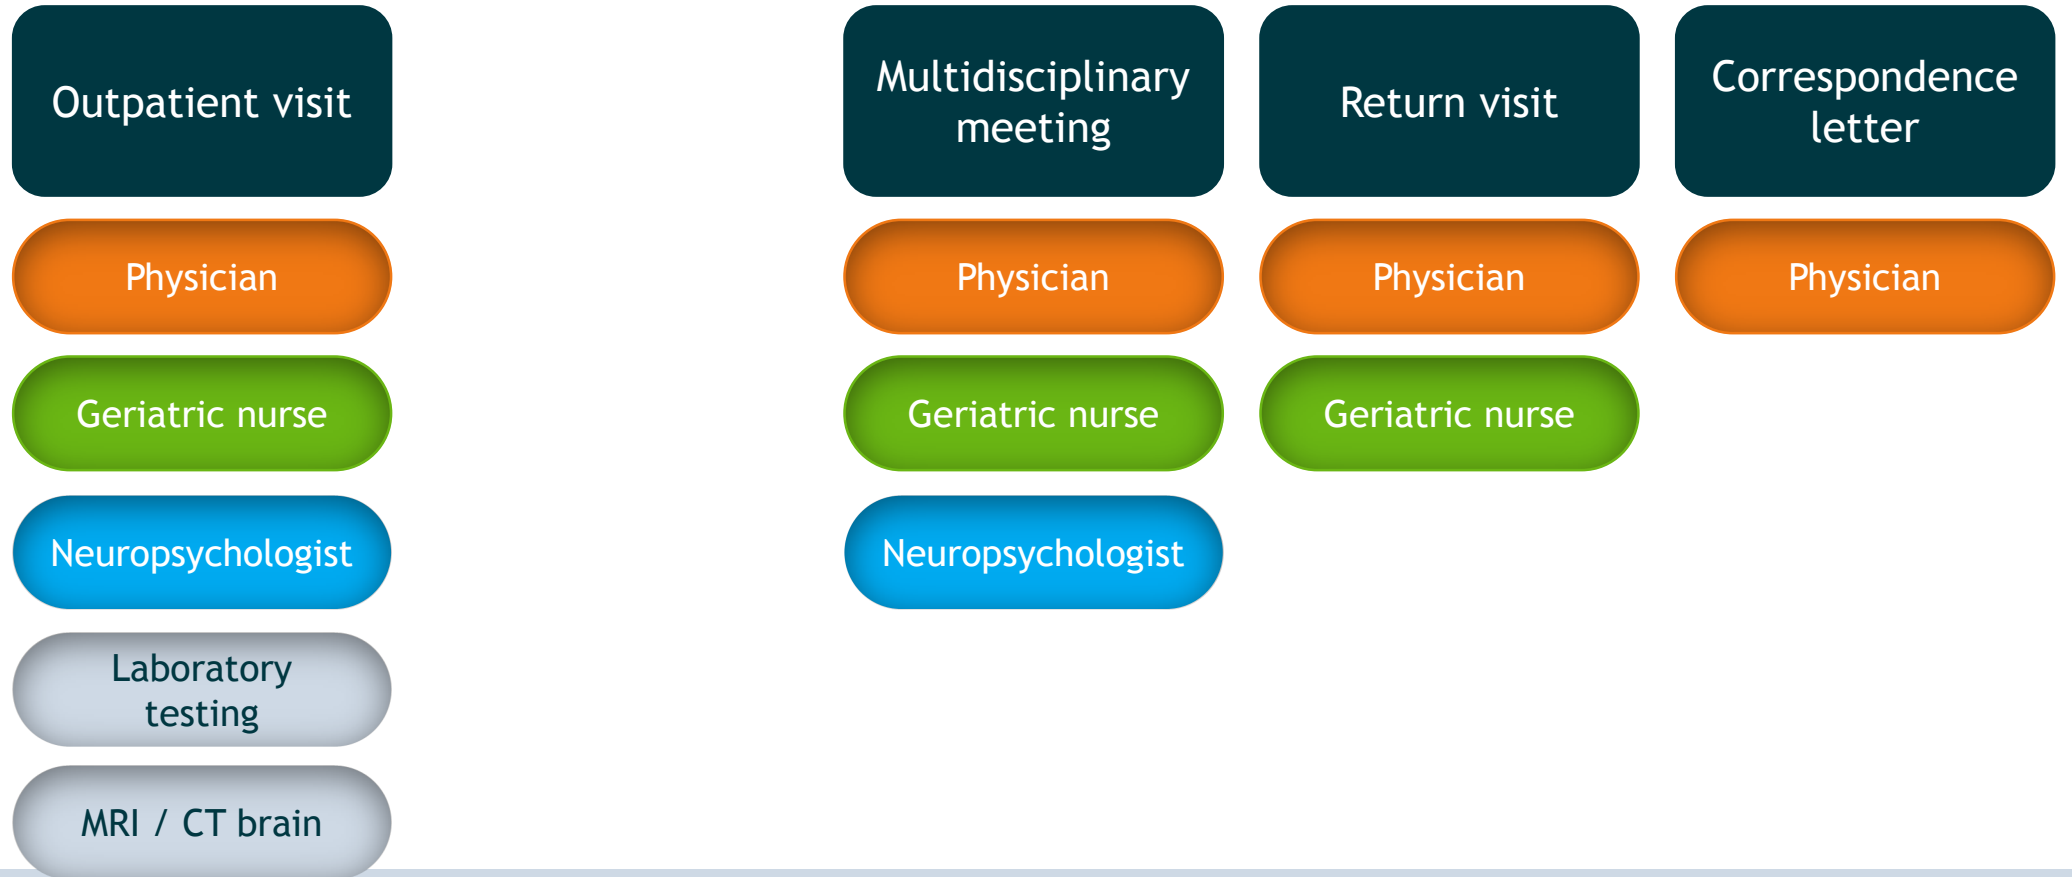 Outpatient visit
Multidisciplinary
meeting
Return visit
Correspondence
letter
Physician
Physician
Physician
Physician
Geriatric nurse
Geriatric nurse
Geriatric nurse
Neuropsychologist
Neuropsychologist
Laboratory
testing
MRI / CT brain